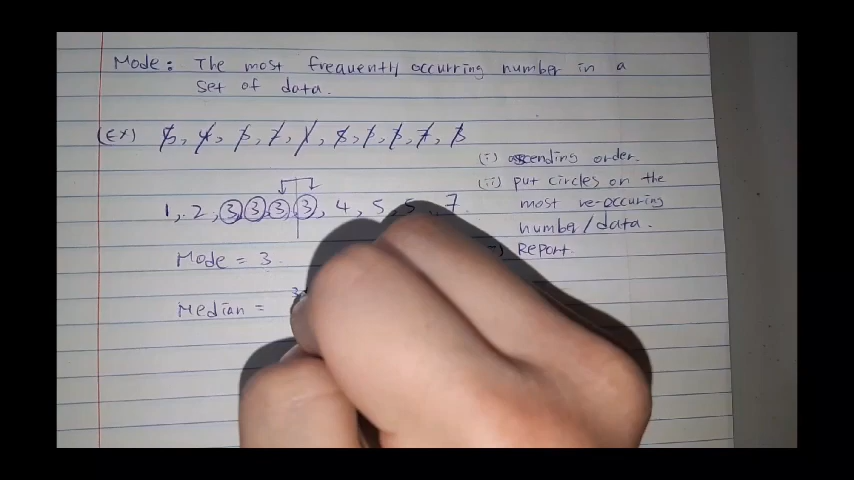 Mode: The most frequently occurring number in a
set of data.
(Ex)
(i) ascending order.
(ii) put circles on the
most re-occuring
number/data.
Report.
1, 2, 3, 3, 3, 3, 4, 5, 5, 7.
Mode = 3.
Median = 3